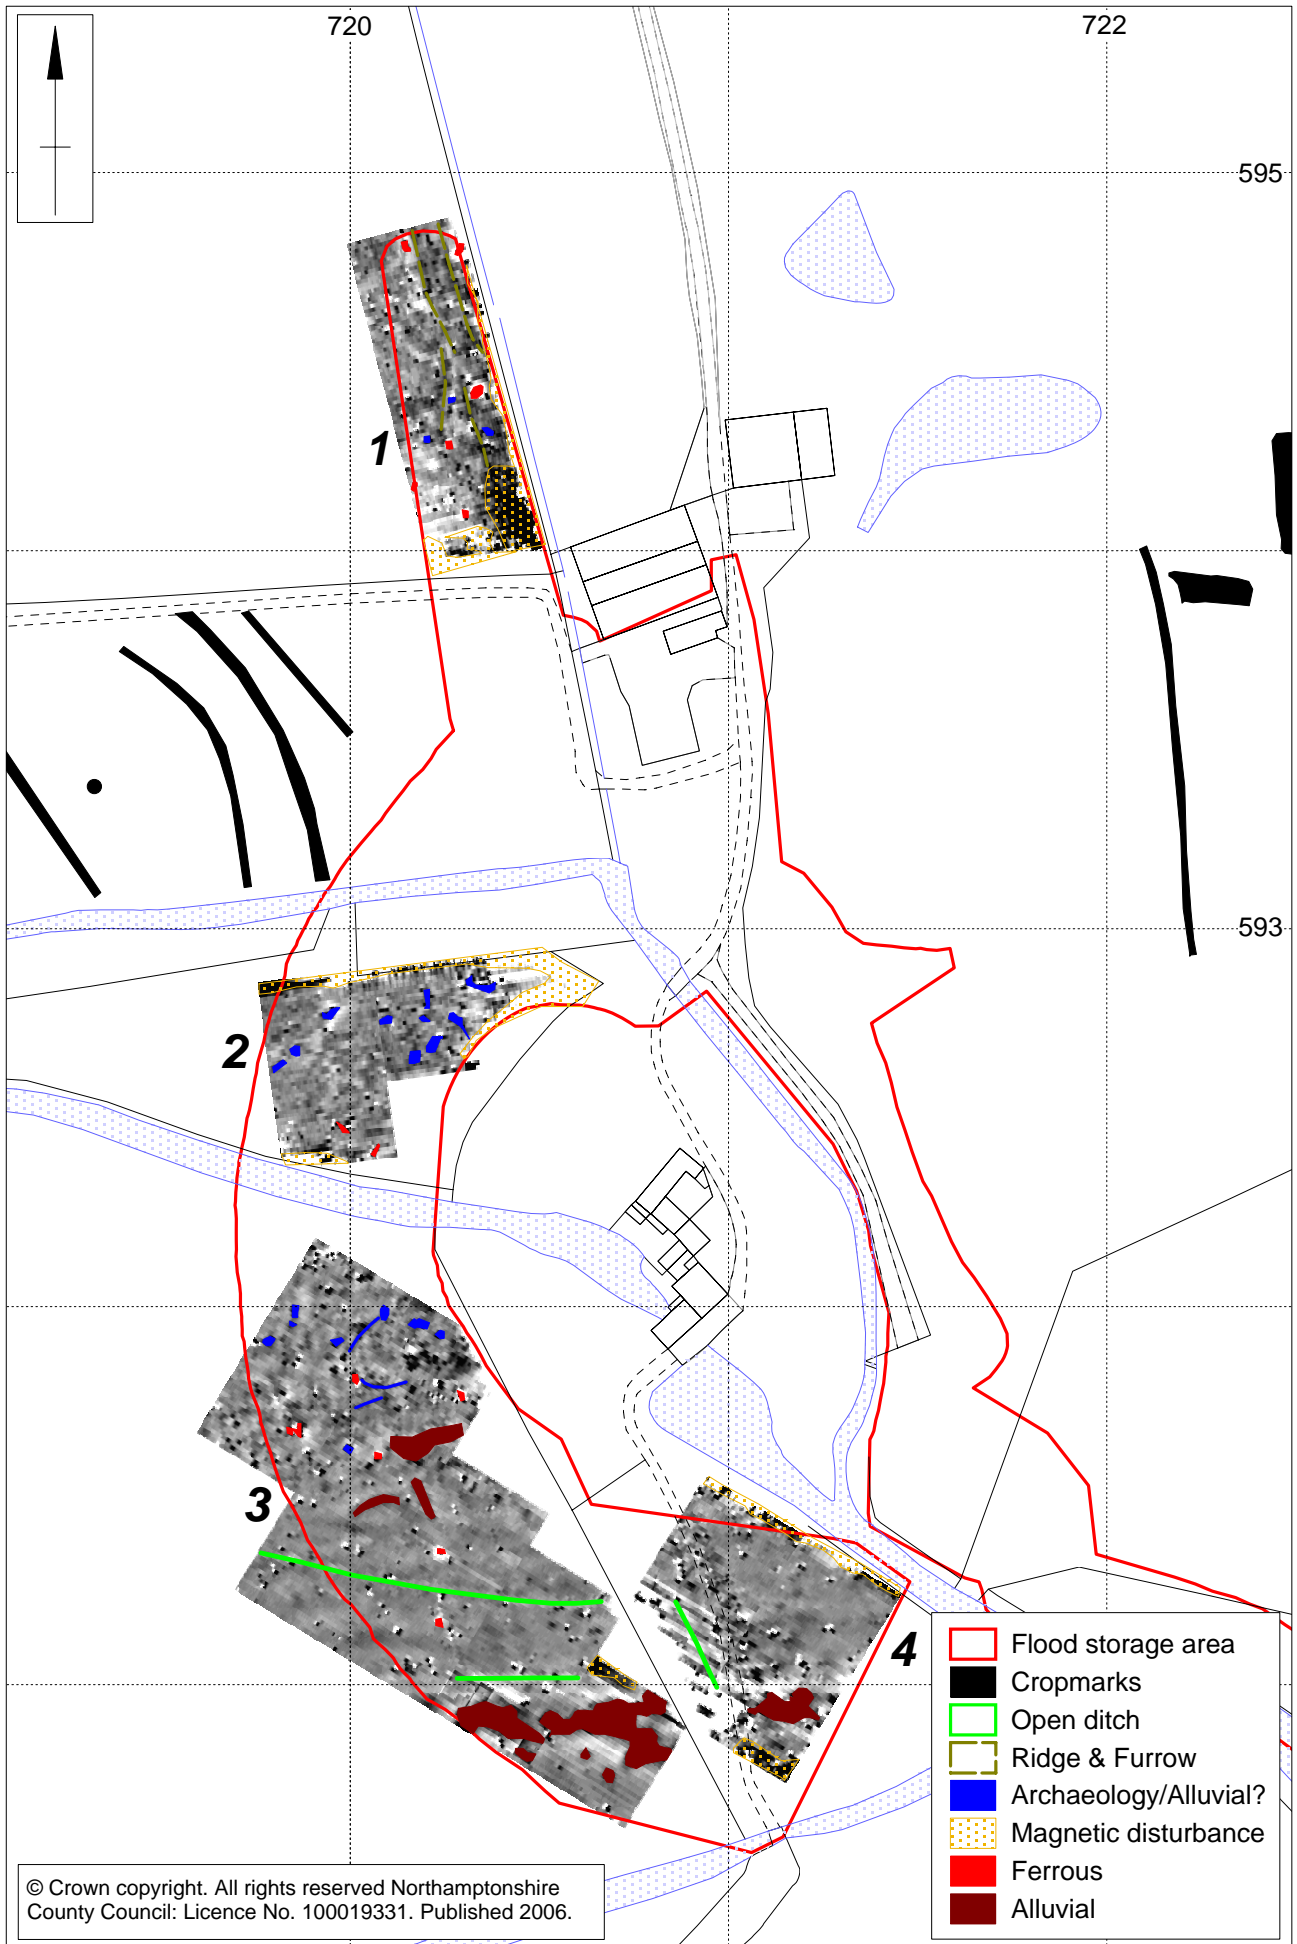 720
722
595
1
593
2
3
4
Flood storage area
Cropmarks
Open ditch
Ridge & Furrow
Archaeology/Alluvial?
Magnetic disturbance
Ferrous
Alluvial
© Crown copyright. All rights reserved Northamptonshire
County Council: Licence No. 100019331. Published 2006.